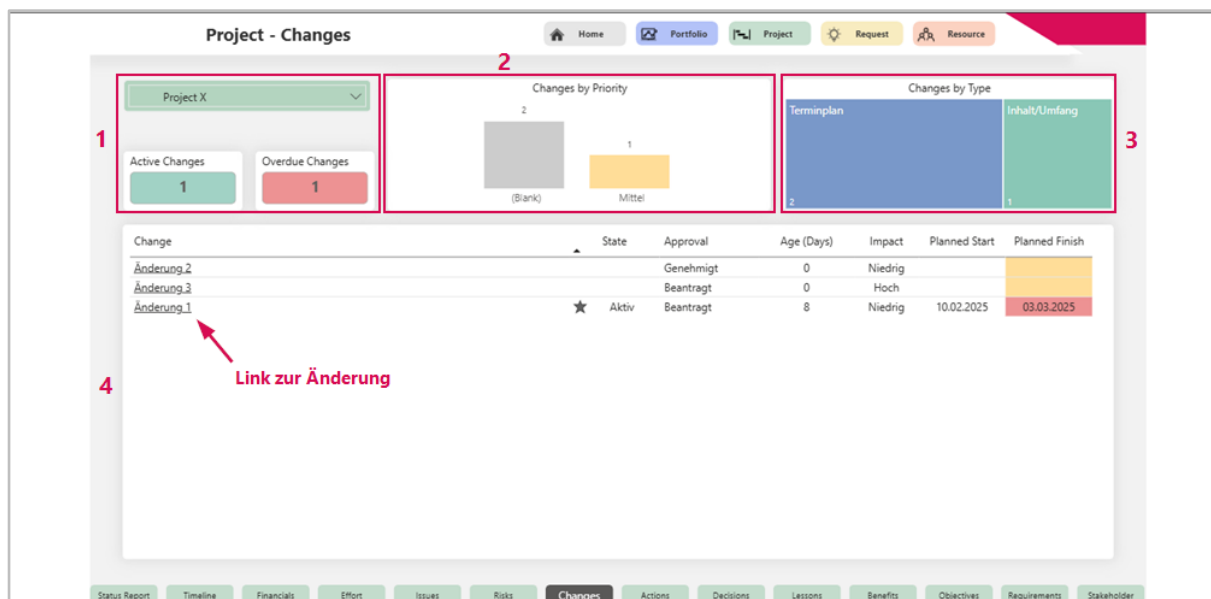 Project - Changes
Home
Portfolio
Project
Request
Resource
2
1
Project X
Active Changes
1
Overdue Changes
1
Changes by Priority
2
1
(Blank)
Mittel
Changes by Type
Terminplan
2
Inhalt/Umfang
1
3
Change State Approval Age (Days) Impact Planned Start Planned Finish
Änderung 2 Genehmigt 0 Niedrig
Änderung 3 Beantragt 0 Hoch
Änderung 1 Aktiv Beantragt 8 Niedrig 10.02.2025 03.03.2025
Link zur Änderung
4
Status Report Timeline Financials Effort Issues Risks Changes Actions Decisions Lessons Benefits Objectives Requirements Stakeholder